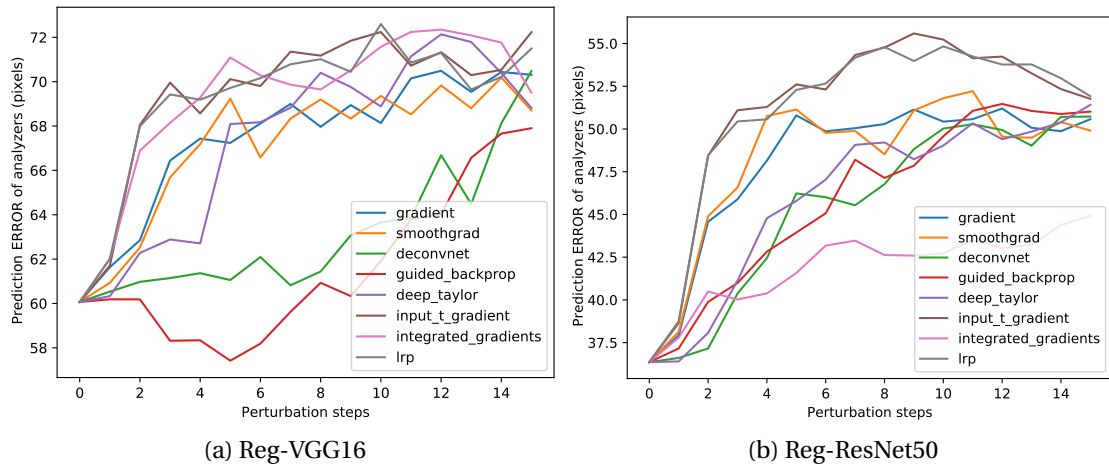 72
70
68
66
64
62
60
58
Prediction ERROR of analyzers (pixels)
gradient
smoothgrad
deconvnet
guided_backprop
deep_taylor
input_t_gradient
integrated_gradients
lrp
0 2 4 6 8 10 12 14
Perturbation steps
(a) Reg-VGG16
55.0
52.5
50.0
47.5
45.0
42.5
40.0
37.5
Prediction ERROR of analyzers (pixels)
gradient
smoothgrad
deconvnet
guided_backprop
deep_taylor
input_t_gradient
integrated_gradients
lrp
0 2 4 6 8 10 12 14
Perturbation steps
(b) Reg-ResNet50